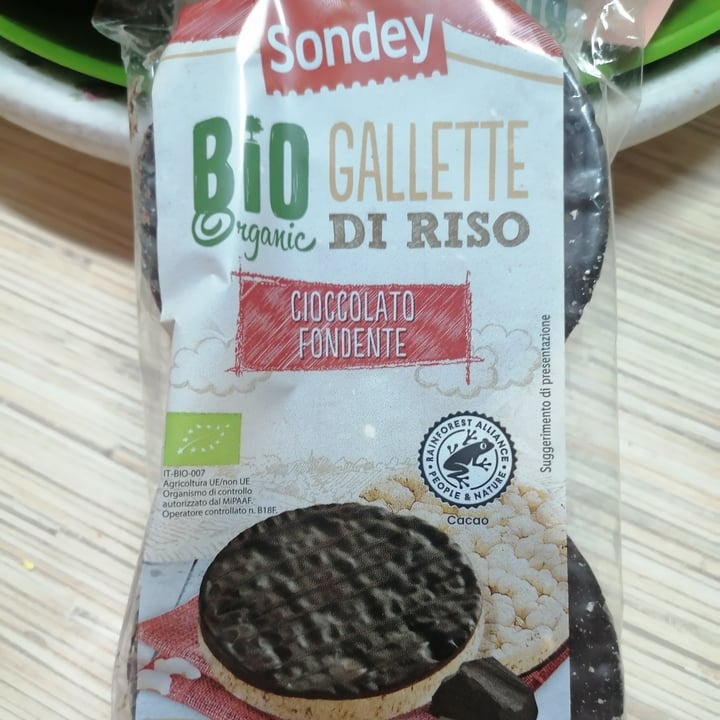 Sondey
BIO
Organic
GALLETTE
DI RISO
CIOCCOLATO
FONDENTE
Suggerimento di presentazione
RAINFOREST ALLIANCE
PEOPLE & NATURE
Cacao
IT-BIO-007
Agricoltura UE/non UE
Organismo di controllo
autorizzato dal MiPAAF.
Operatore controllato n. B18F.